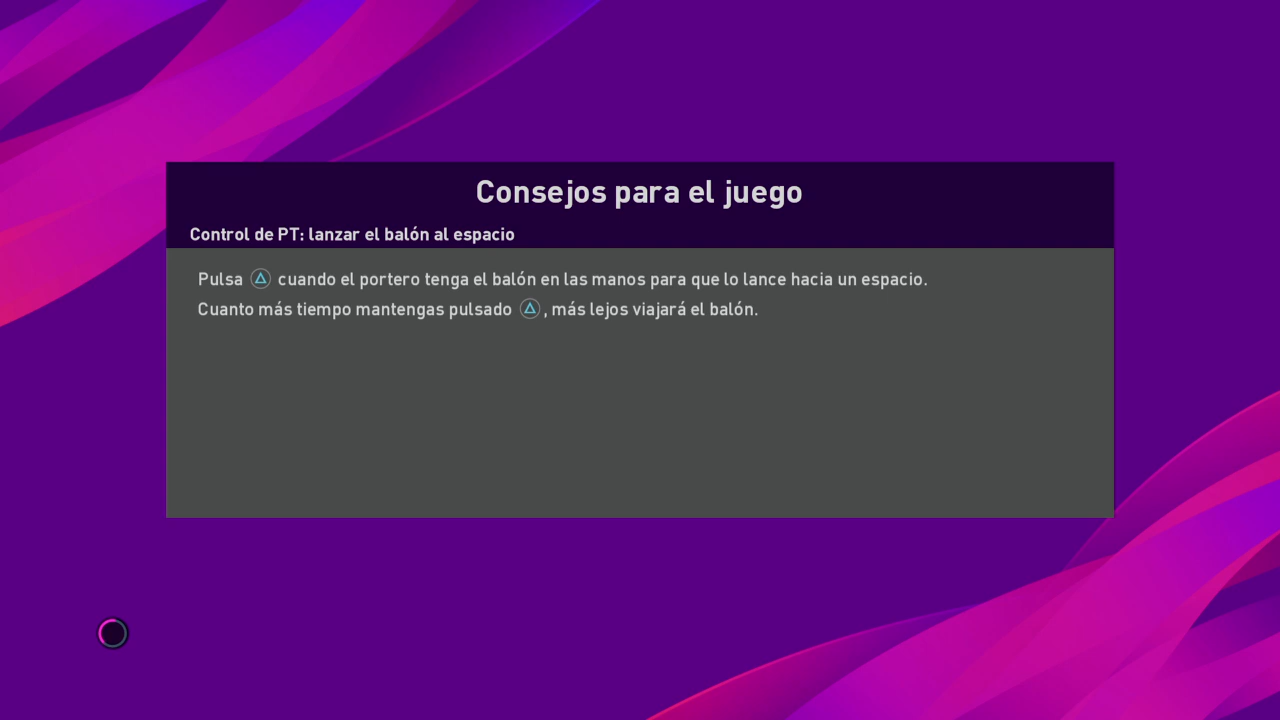 Consejos para el juego
Control de PT: lanzar el balón al espacio
Pulsa △ cuando el portero tenga el balón en las manos para que lo lance hacia un espacio.
Cuanto más tiempo mantengas pulsado △, más lejos viajará el balón.